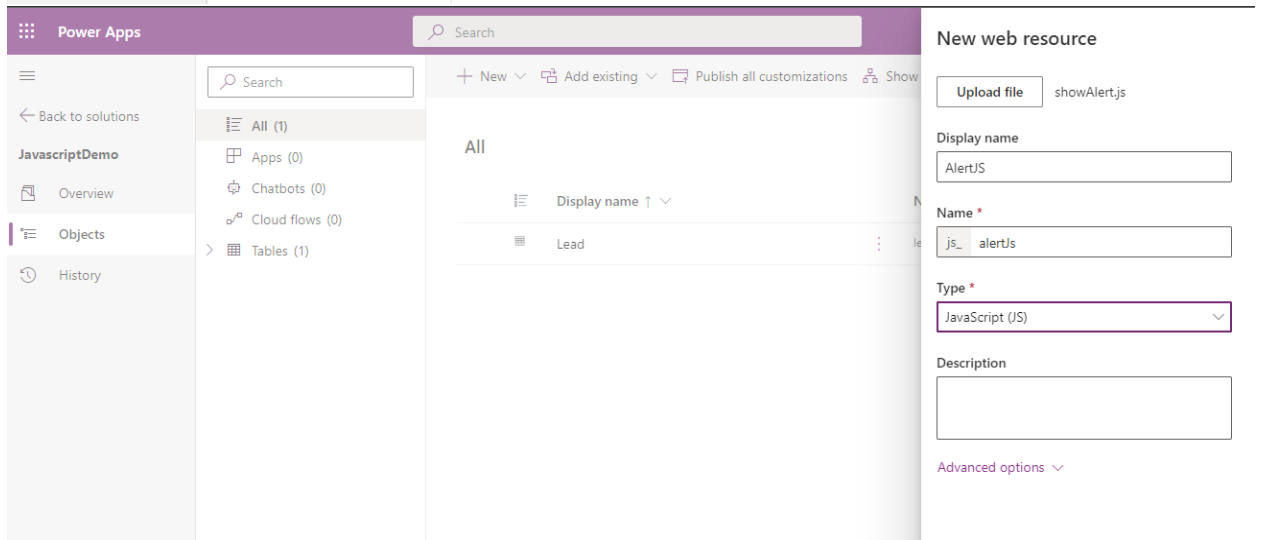 Power Apps
Search
Back to solutions
JavascriptDemo
Overview
Objects
History
Search
All (1)
Apps (0)
Chatbots (0)
Cloud flows (0)
Tables (1)
New
Add existing
Publish all customizations
Show
All
Display name ↑
N
Lead
le
New web resource
Upload file showAlert.js
Display name
AlertJS
Name *
js_ alertJs
Type *
JavaScript (JS)
Description
Advanced options